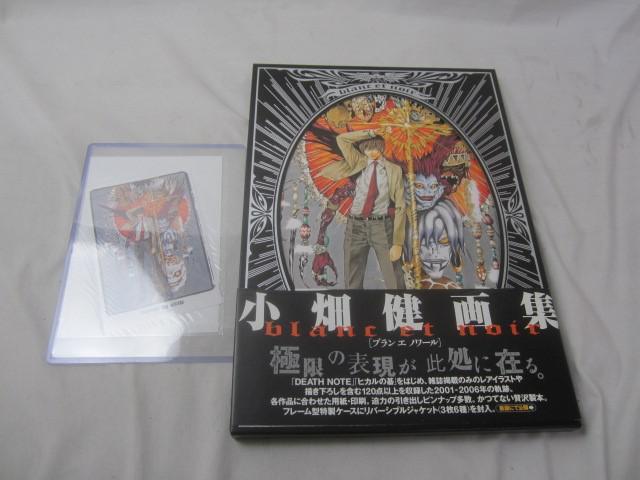 blanc et noir
小畑健画集
blanc et noir
[ブラン エ ノワール]
極限の表現が此処に在る。
「DEATH NOTE」「ヒカルの碁」をはじめ、雑誌掲載のみのレアイラストや
描き下ろしを含む120点以上を収録した2001-2006年の軌跡。
各作品に合わせた用紙・印刷。迫力の引き出しピンナップ多数。かつてない贅沢製本。
フレーム型特製ケースにリバーシブルジャケット(3枚6種)を封入。